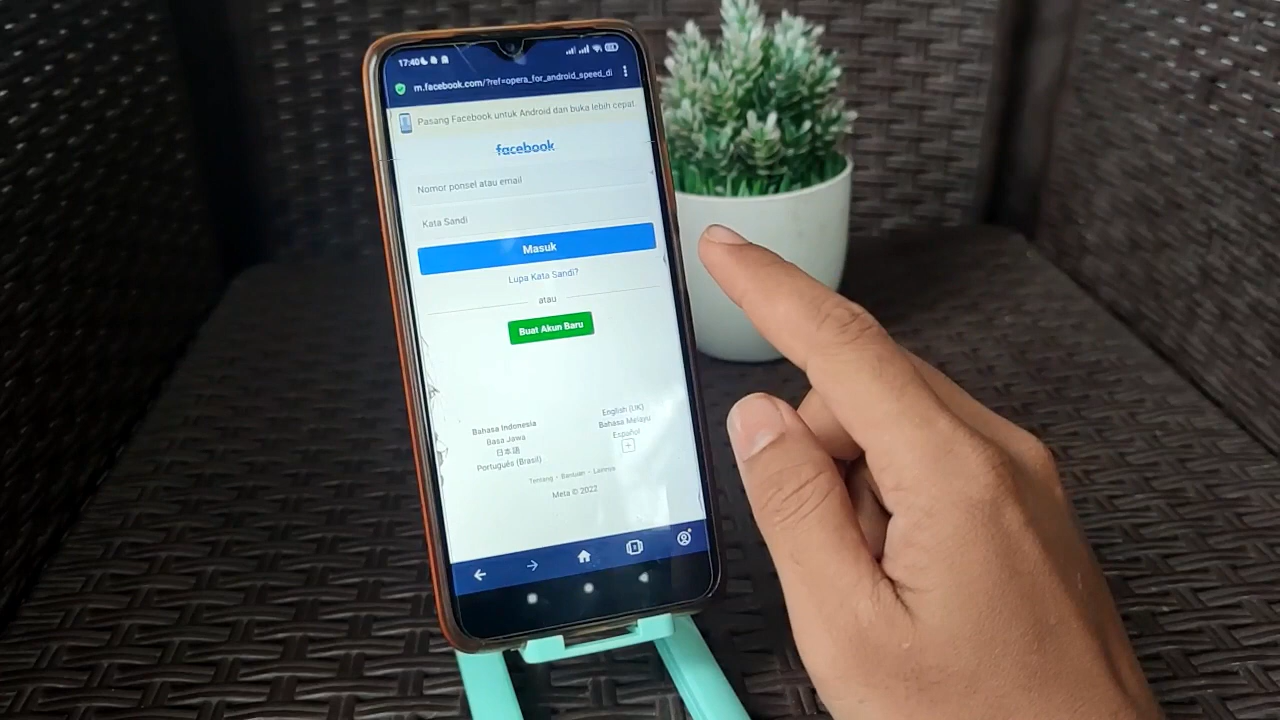 17:40
m.facebook.com/?ref=opera_for_android_speed_di
Pasang Facebook untuk Android dan buka lebih cepat.
facebook
Nomor ponsel atau email
Kata Sandi
Masuk
Lupa Kata Sandi?
atau
Buat Akun Baru
Bahasa Indonesia
English (UK)
Basa Jawa
Bahasa Melayu
日本語
Español
Português (Brasil)
Tentang · Bantuan · Lainnya
Meta © 2022